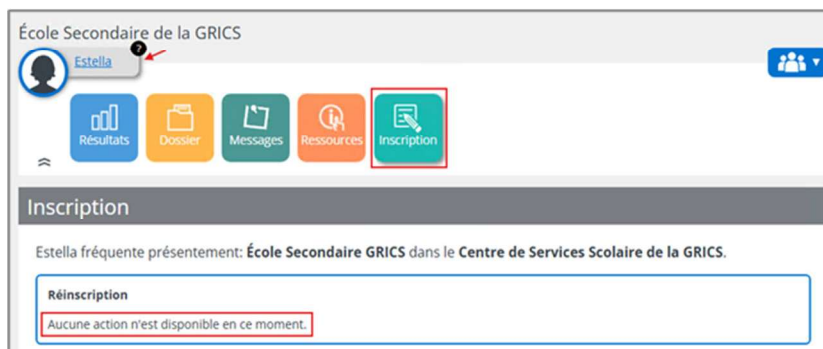 École Secondaire de la GRICS
?
Estella
Résultats
Dossier
Messages
Ressources
Inscription
Inscription
Estella fréquente présentement: École Secondaire GRICS dans le Centre de Services Scolaire de la GRICS.
Réinscription
Aucune action n'est disponible en ce moment.